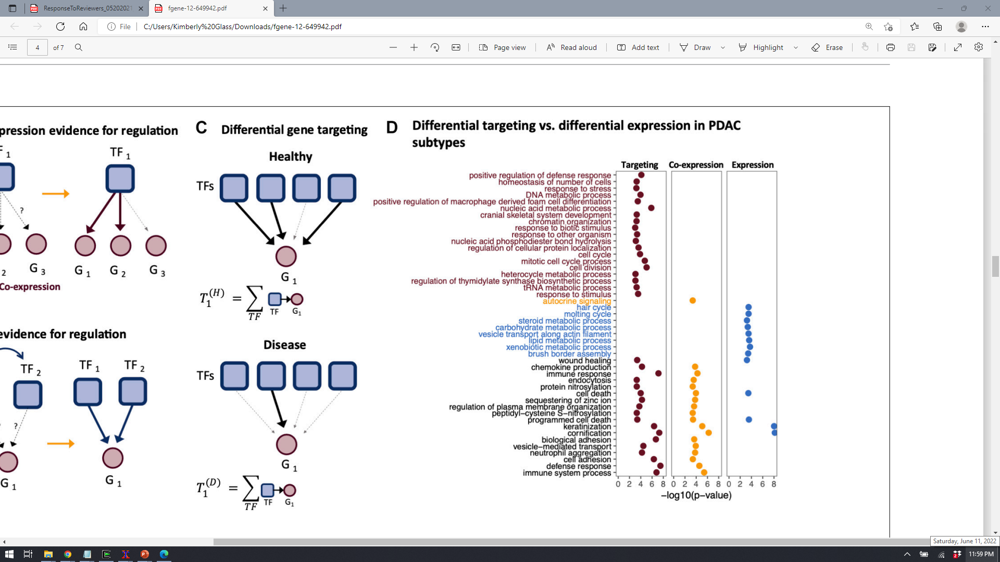 ResponseToReviewers_05202021
fgene-12-649942.pdf
File
C:/Users/Kimberly%20Glass/Downloads/fgene-12-649942.pdf
4
of 7
Page view
Read aloud
Add text
Draw
Highlight
Erase
pression evidence for regulation
F 1
TF 1
?
2
G 3
G 1
G 2
G 3
Co-expression
evidence for regulation
TF 2
TF 1
TF 2
?
?
G 1
G 1
C
Differential gene targeting
Healthy
TFs
G 1
T1(H) = ∑ TF
TF
G1
Disease
TFs
G 1
T1(D) = ∑ TF
TF
G1
D
Differential targeting vs. differential expression in PDAC
subtypes
Targeting
Co-expression
Expression
positive regulation of defense response
homeostasis of number of cells
response to stress
DNA metabolic process
positive regulation of macrophage derived foam cell differentiation
nucleic acid metabolic process
cranial skeletal system development
chromatin organization
response to biotic stimulus
response to other organism
nucleic acid phosphodiester bond hydrolysis
regulation of cellular protein localization
cell cycle
mitotic cell cycle process
cell division
heterocycle metabolic process
regulation of thymidylate synthase biosynthetic process
tRNA metabolic process
response to stimulus
autocrine signaling
hair cycle
molting cycle
steroid metabolic process
carbohydrate metabolic process
vesicle transport along actin filament
lipid metabolic process
xenobiotic metabolic process
brush border assembly
wound healing
chemokine production
immune response
endocytosis
protein nitrosylation
cell death
sequestering of zinc ion
regulation of plasma membrane organization
peptidyl−cysteine S−nitrosylation
programmed cell death
keratinization
cornification
biological adhesion
vesicle−mediated transport
neutrophil aggregation
cell adhesion
defense response
immune system process
0 2 4 6 8
0 2 4 6 8
0 2 4 6 8
−log10(p−value)
Saturday, June 11, 2022
2
11:59 PM